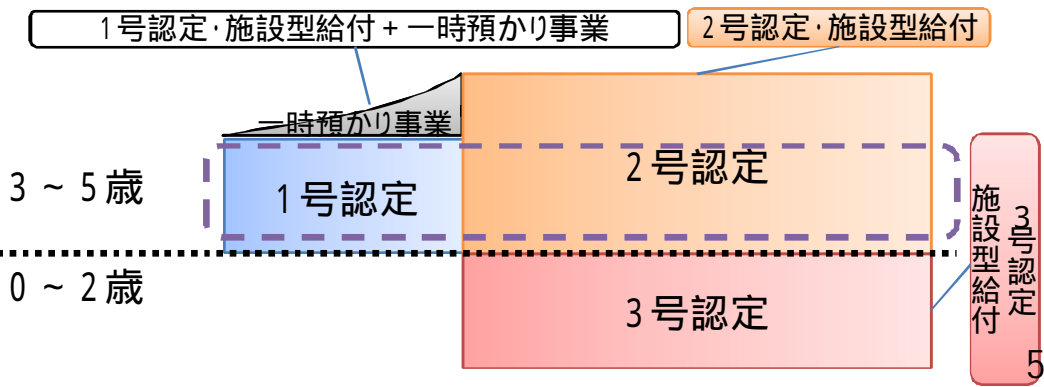 1号認定・施設型給付＋一時預かり事業
2号認定・施設型給付
一時預かり事業
3～5歳
1号認定
2号認定
3号認定
施設型給付
0～2歳
3号認定
5